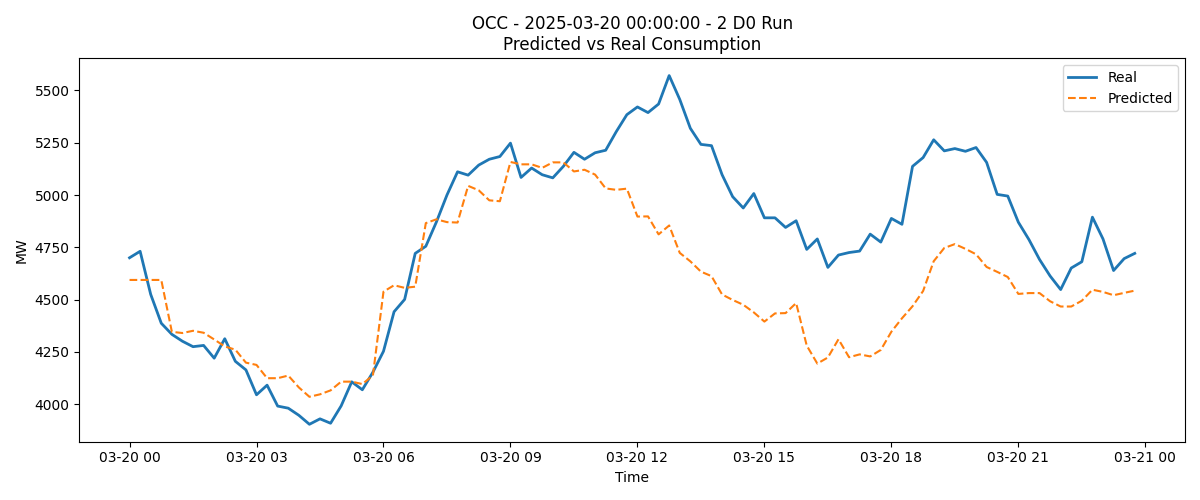 OCC - 2025-03-20 00:00:00 - 2 D0 Run
Predicted vs Real Consumption
Real
Predicted
5500
5250
5000
4750
4500
4250
4000
MW
03-20 00
03-20 03
03-20 06
03-20 09
03-20 12
03-20 15
03-20 18
03-20 21
03-21 00
Time